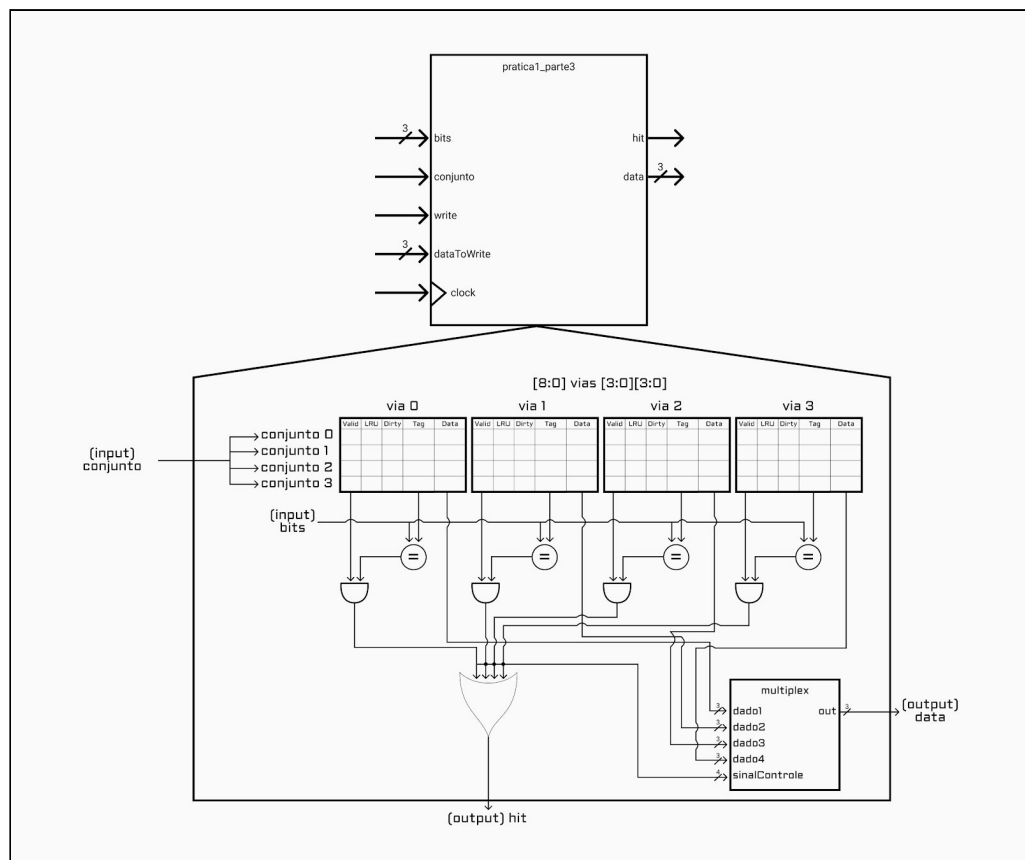 pratica1_parte3
3
bits
hit
conjunto
data
3
write
3
dataToWrite
clock
[8:0] vias [3:0][3:0]
via 0
via 1
via 2
via 3
Valid LRU Dirty Tag Data
Valid LRU Dirty Tag Data
Valid LRU Dirty Tag Data
Valid LRU Dirty Tag Data
(input)
conjunto
conjunto 0
conjunto 1
conjunto 2
conjunto 3
(input)
bits
=
=
=
=
multiplex
3
dado1
out
3
(output)
data
3
dado2
3
dado3
3
dado4
4
sinalControle
(output) hit